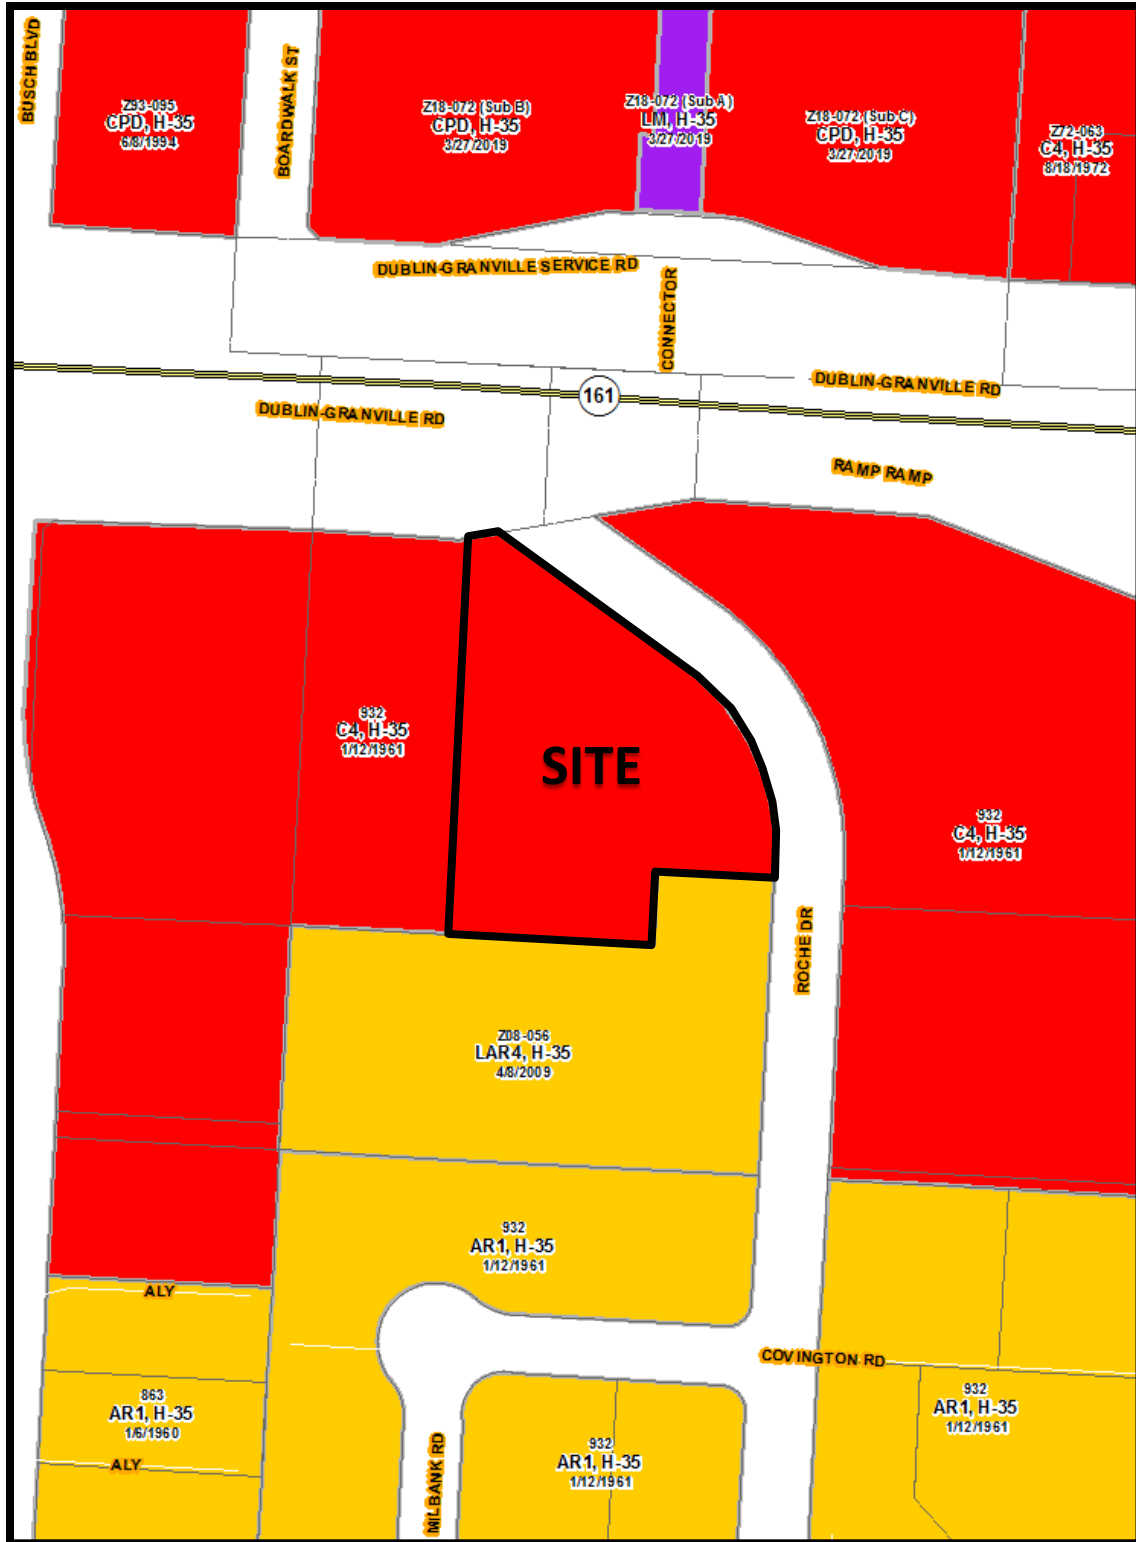 BUSCH BLVD
BOARDWALK ST
Z93-095
CPD, H-35
6/8/1994
Z18-072 (Sub B)
CPD, H-35
3/27/2019
Z18-072 (Sub A)
LM, H-35
3/27/2019
Z18-072 (Sub C)
CPD, H-35
3/27/2019
Z72-063
C4, H-35
8/18/1972
DUBLIN-GRANVILLE SERVICE RD
CONNECTOR
DUBLIN-GRANVILLE RD
161
DUBLIN-GRANVILLE RD
RAMP RAMP
932
C4, H-35
1/12/1961
SITE
932
C4, H-35
1/12/1961
ROCHE DR
Z08-056
LAR4, H-35
4/8/2009
932
AR1, H-35
1/12/1961
ALY
COVINGTON RD
863
AR1, H-35
1/6/1960
932
AR1, H-35
1/12/1961
ALY
MILBANK RD
932
AR1, H-35
1/12/1961